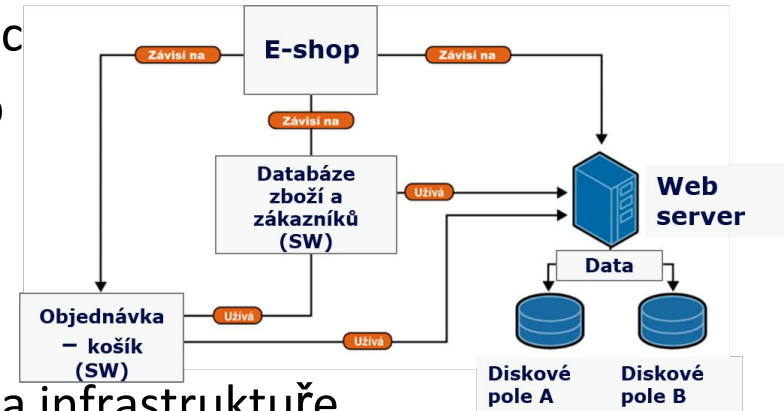 E-shop
Závisí na
Závisí na
Závisí na
Databáze
zboží a
zákazníků
(SW)
Užívá
Web
server
Data
Objednávka
– košík
(SW)
Užívá
Užívá
Diskové
pole A
Diskové
pole B
a infrastruktuře